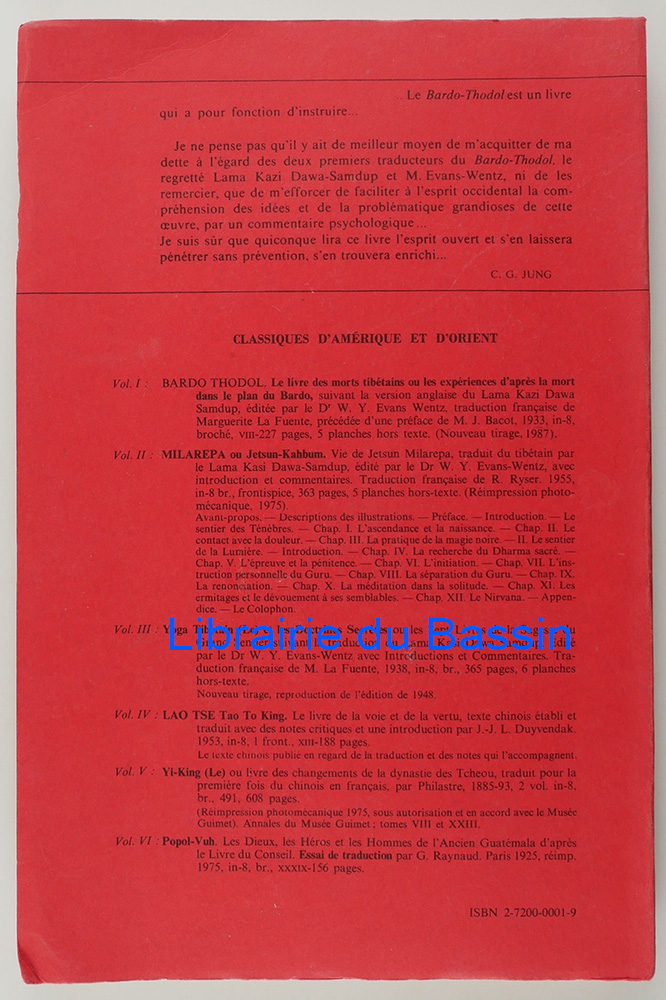 Le Bardo-Thodol est un livre
qui a pour fonction d'instruire...
Je ne pense pas qu'il y ait de meilleur moyen de m'acquitter de ma
dette à l'égard des deux premiers traducteurs du Bardo-Thodol, le
regretté Lama Kazi Dawa-Samdup et M. Evans-Wentz, ni de les
remercier, que de m'efforcer de faciliter à l'esprit occidental la com-
préhension des idées et de la problématique grandioses de cette
œuvre, par un commentaire psychologique...
Je suis sûr que quiconque lira ce livre l'esprit ouvert et s'en laissera
pénétrer sans prévention, s'en trouvera enrichi...
C. G. JUNG
CLASSIQUES D'AMÉRIQUE ET D'ORIENT
Vol. I : BARDO THODOL. Le livre des morts tibétains ou les expériences d'après la mort
dans le plan du Bardo, suivant la version anglaise du Lama Kazi Dawa
Samdup, éditée par le Dr W. Y. Evans Wentz, traduction française de
Marguerite La Fuente, précédée d'une préface de M. J. Bacot, 1933, in-8,
broché, VIII-227 pages, 5 planches hors texte. (Nouveau tirage, 1987).
Vol. II : MILAREPA ou Jetsun-Kahbum. Vie de Jetsun Milarepa, traduit du tibétain par
le Lama Kasi Dawa-Samdup, édité par le Dr W. Y. Evans-Wentz, avec
introduction et commentaires. Traduction française de R. Ryser. 1955,
in-8 br., frontispice, 363 pages, 5 planches hors-texte. (Réimpression photo-
mécanique, 1975).
Avant-propos. — Descriptions des illustrations. — Préface. — Introduction. — Le
sentier des Ténèbres. — Chap. I. L'ascendance et la naissance. — Chap. II. Le
contact avec la douleur. — Chap. III. La pratique de la magie noire. — II. Le sentier
de la Lumière. — Introduction. — Chap. IV. La recherche du Dharma sacré. —
Chap. V. L'épreuve et la pénitence. — Chap. VI. L'initiation. — Chap. VII. L'ins-
truction personnelle du Guru. — Chap. VIII. La séparation du Guru. — Chap. IX.
La renonciation. — Chap. X. La méditation dans la solitude. — Chap. XI. Les
ermitages et le dévouement à ses semblables. — Chap. XII. Le Nirvana. — Appen-
dice. — Le Colophon.
Vol. III : Yoga
Librairie du Bassin
par le Dr W. Y. Evans-Wentz avec Introductions et Commentaires. Tra-
duction française de M. La Fuente, 1938, in-8, br., 365 pages, 6 planches
hors-texte.
Nouveau tirage, reproduction de l'édition de 1948.
Vol. IV : LAO TSE Tao To King. Le livre de la voie et de la vertu, texte chinois établi et
traduit avec des notes critiques et une introduction par J.-J. L. Duyvendak.
1953, in-8, 1 front., XIII-188 pages.
Le texte chinois publié en regard de la traduction et des notes qui l'accompagnent.
Vol. V : Yi-King (Le) ou livre des changements de la dynastie des Tcheou, traduit pour la
première fois du chinois en français, par Philastre, 1885-93, 2 vol. in-8,
br., 491, 608 pages.
(Réimpression photomécanique 1975, sous autorisation et en accord avec le Musée
Guimet). Annales du Musée Guimet ; tomes VIII et XXIII.
Vol. VI : Popol-Vuh. Les Dieux, les Héros et les Hommes de l'Ancien Guatémala d'après
le Livre du Conseil. Essai de traduction par G. Raynaud. Paris 1925, réimp.
1975, in-8, br., XXXIX-156 pages.
ISBN 2-7200-0001-9